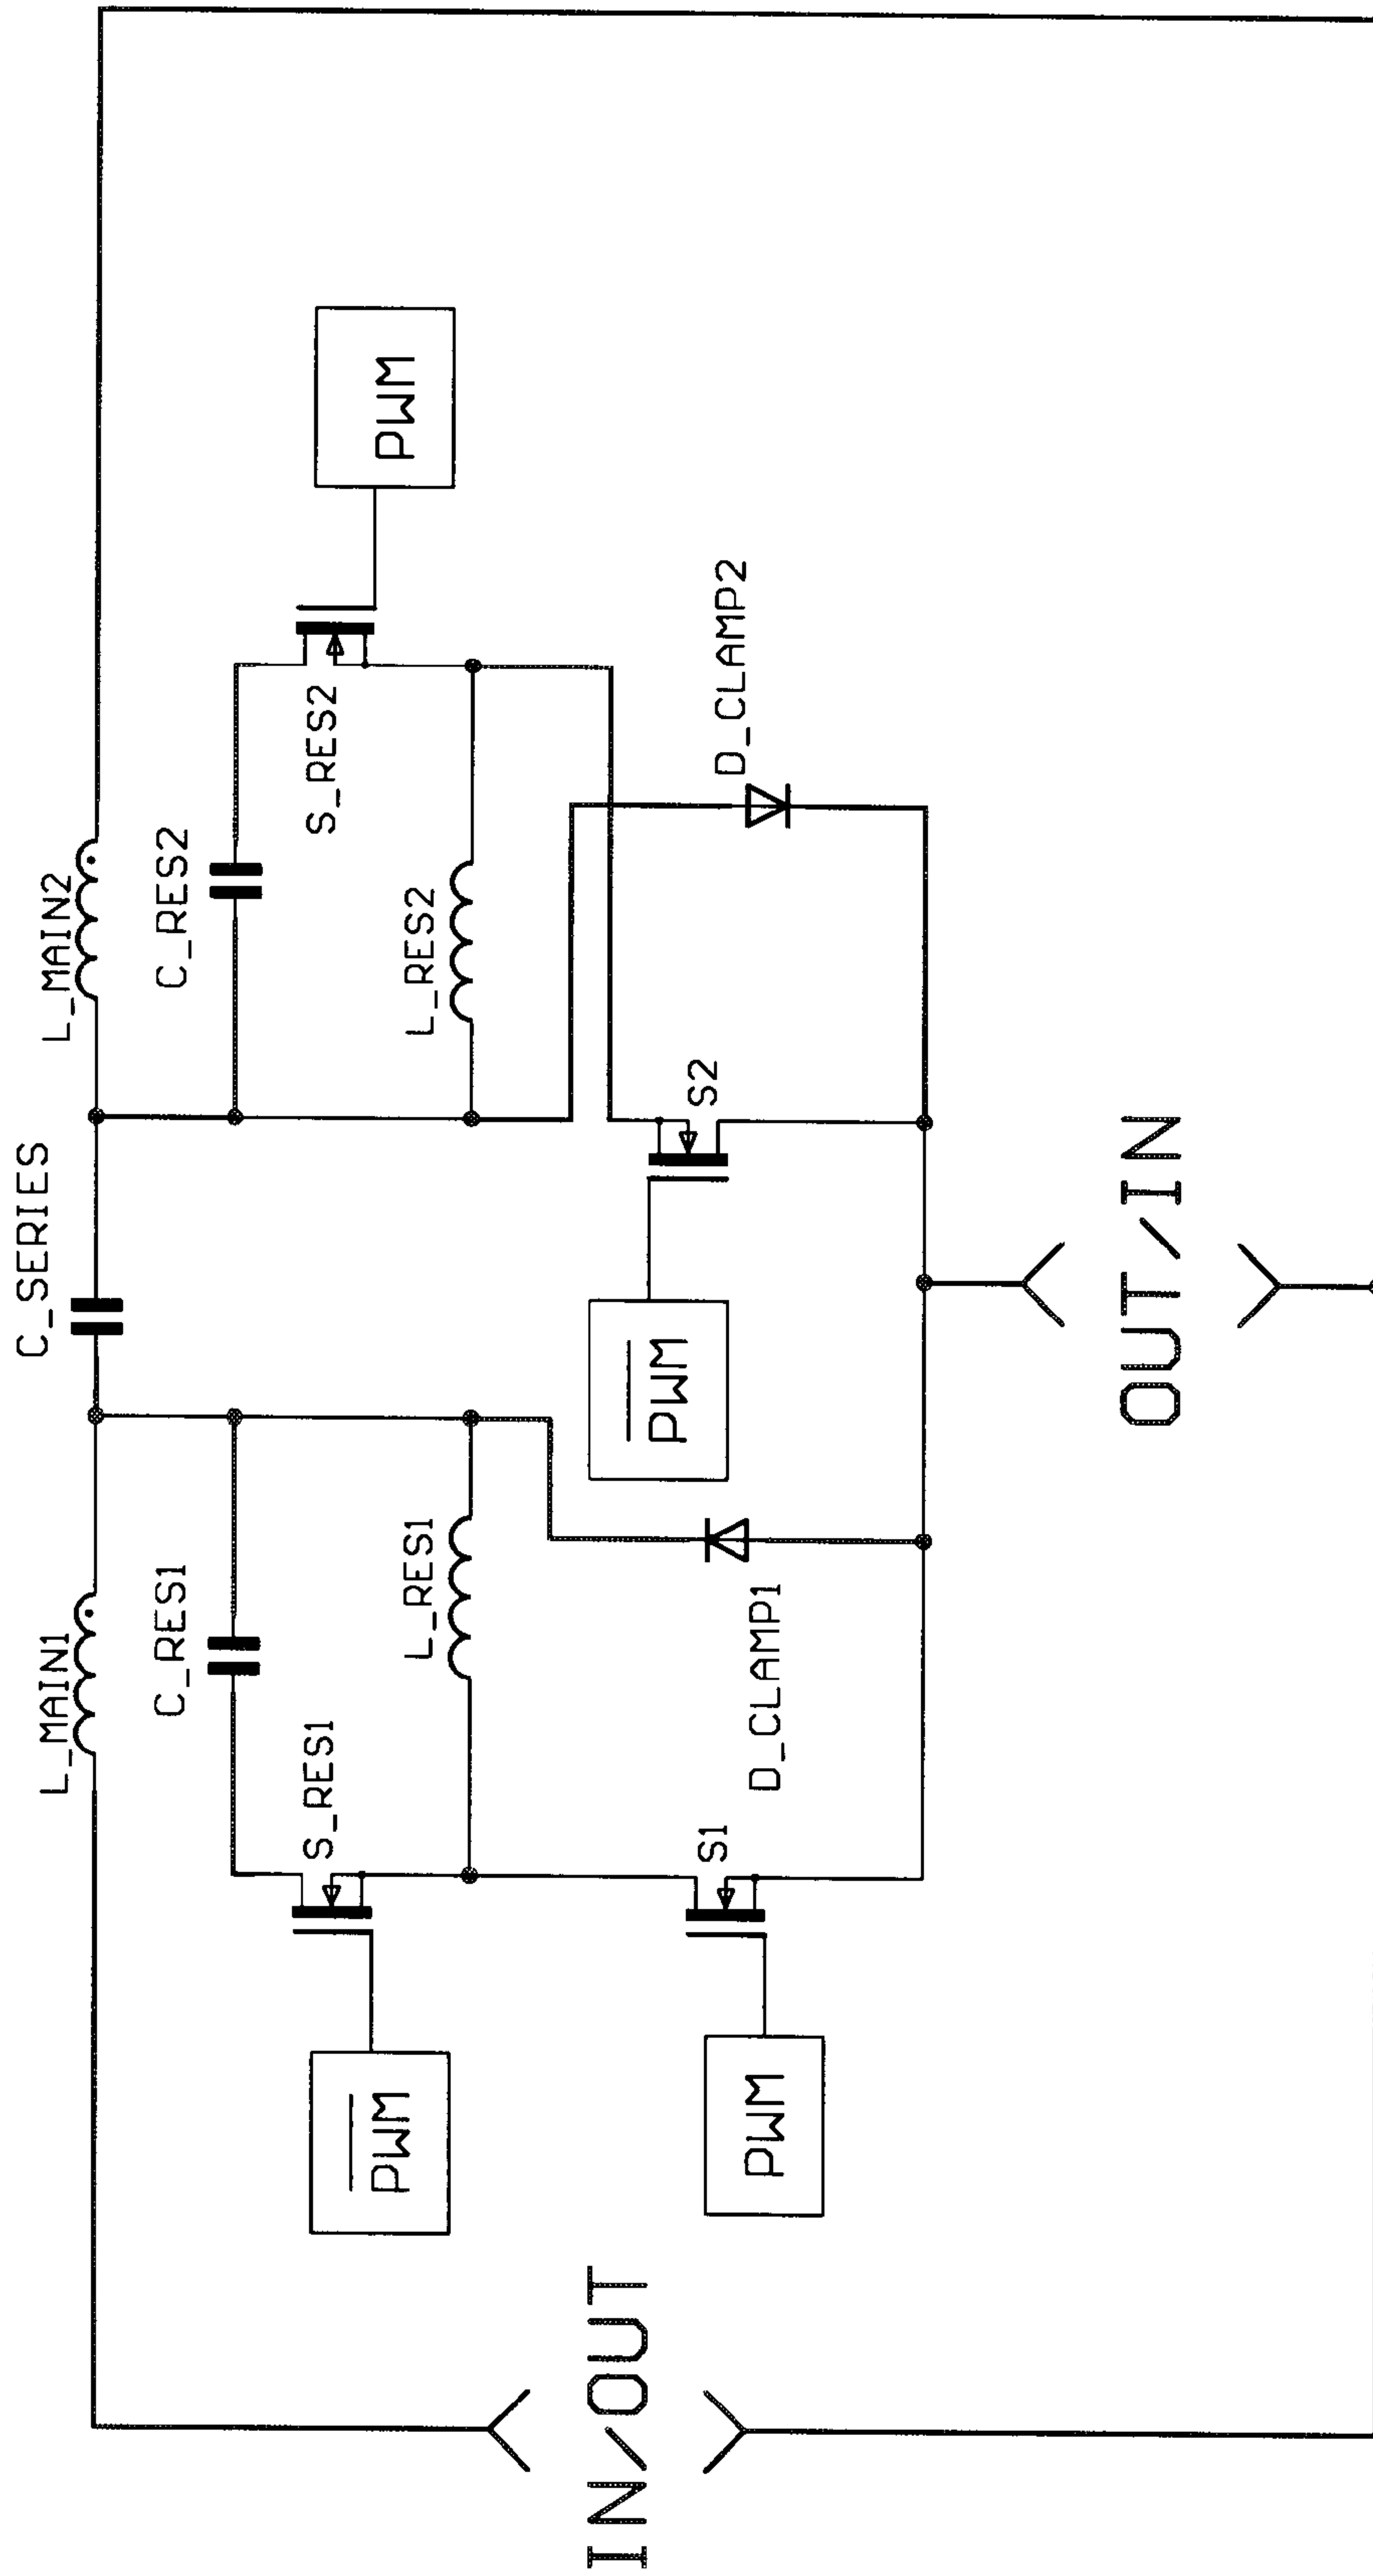 C_SERIES
L_MAIN1
L_MAIN2
C_RES1
C_RES2
S_RES1
S_RES2
L_RES1
L_RES2
PWM
PWM
PWM
PWM
S1
S2
D_CLAMP1
D_CLAMP2
IN/OUT
OUT/IN